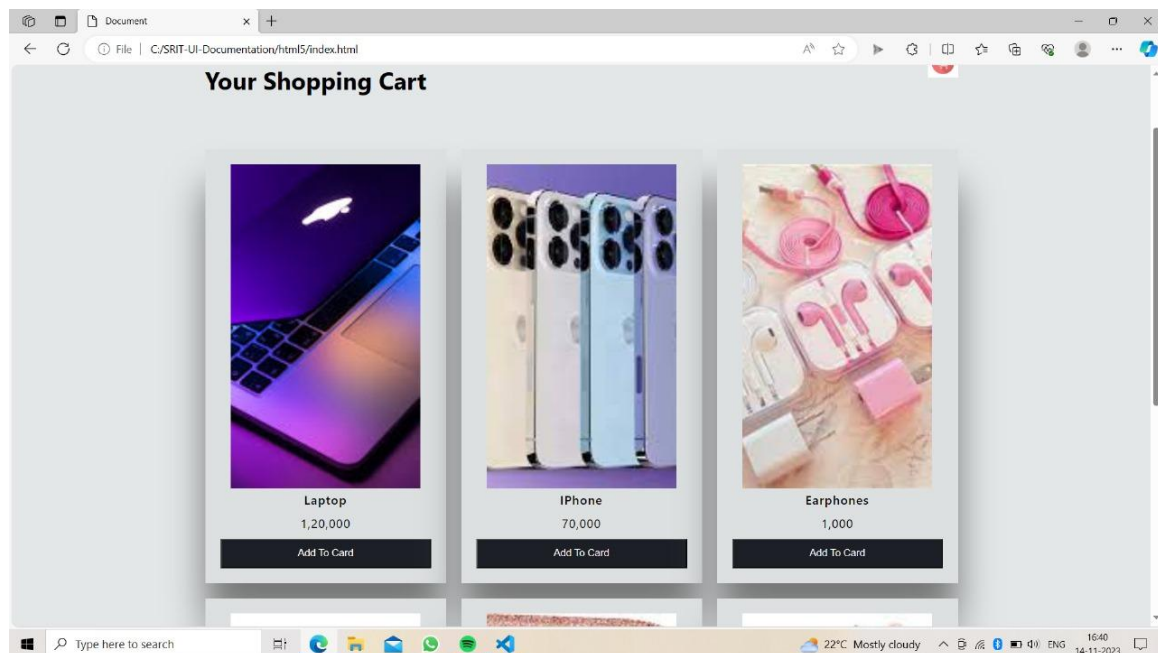 Document
File
C:/SRIT-UI-Documentation/html5/index.html
Your Shopping Cart
Laptop
IPhone
Earphones
1,20,000
70,000
1,000
Add To Card
Add To Card
Add To Card
Type here to search
22°C Mostly cloudy
ENG
16:40
14-11-2023